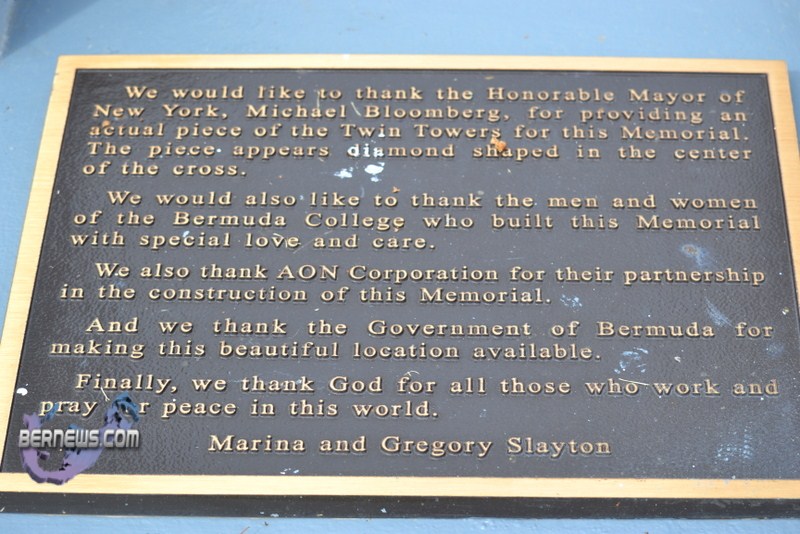 We would like to thank the Honorable Mayor of
New York, Michael Bloomberg, for providing an
actual piece of the Twin Towers for this Memorial.
The piece appears diamond shaped in the center
of the cross.
We would also like to thank the men and women
of the Bermuda College who built this Memorial
with special love and care.
We also thank AON Corporation for their partnership
in the construction of this Memorial.
And we thank the Government of Bermuda for
making this beautiful location available.
Finally, we thank God for all those who work and
pray for peace in this world.
Marina and Gregory Slayton
BERNEWS.COM